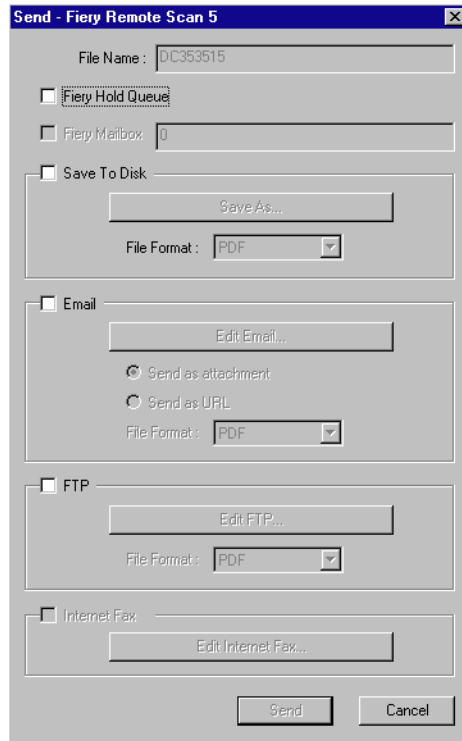 Send - Fiery Remote Scan 5
File Name : DC353515
Fiery Hold Queue
Fiery Mailbox 0
Save To Disk
Save As...
File Format : PDF
Email
Edit Email...
Send as attachment
Send as URL
File Format : PDF
FTP
Edit FTP...
File Format : PDF
Internet Fax
Edit Internet Fax...
Send Cancel